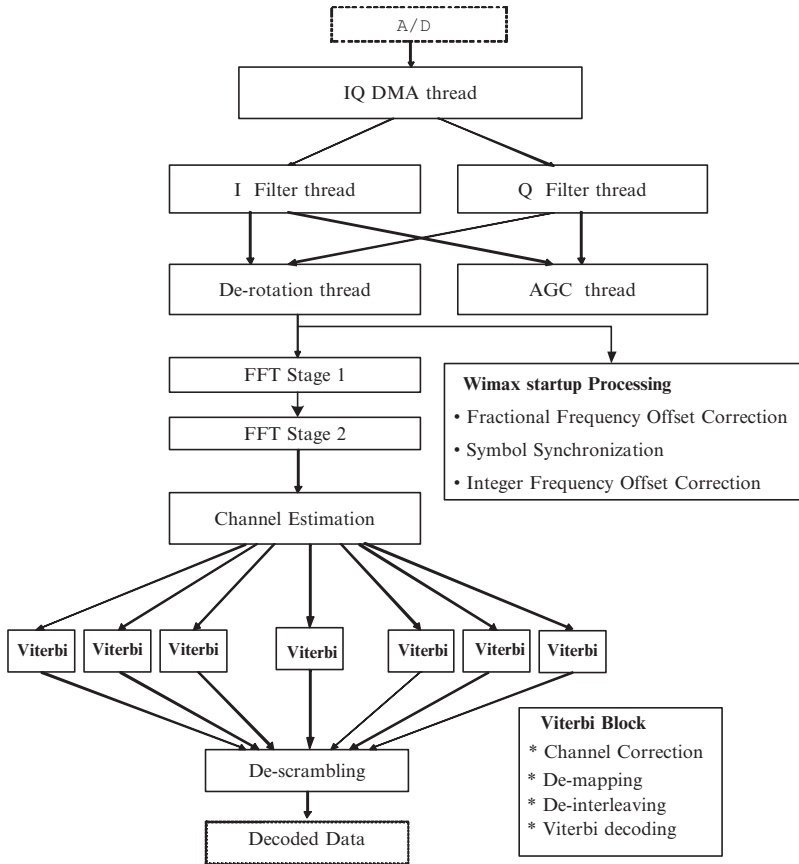 A/D
IQ DMA thread
I Filter thread
Q Filter thread
De-rotation thread
AGC thread
FFT Stage 1
FFT Stage 2
Channel Estimation
Wimax startup Processing
• Fractional Frequency Offset Correction
• Symbol Synchronization
• Integer Frequency Offset Correction
Viterbi
Viterbi
Viterbi
Viterbi
Viterbi
Viterbi
Viterbi
De-scrambling
Decoded Data
Viterbi Block
* Channel Correction
* De-mapping
* De-interleaving
* Viterbi decoding